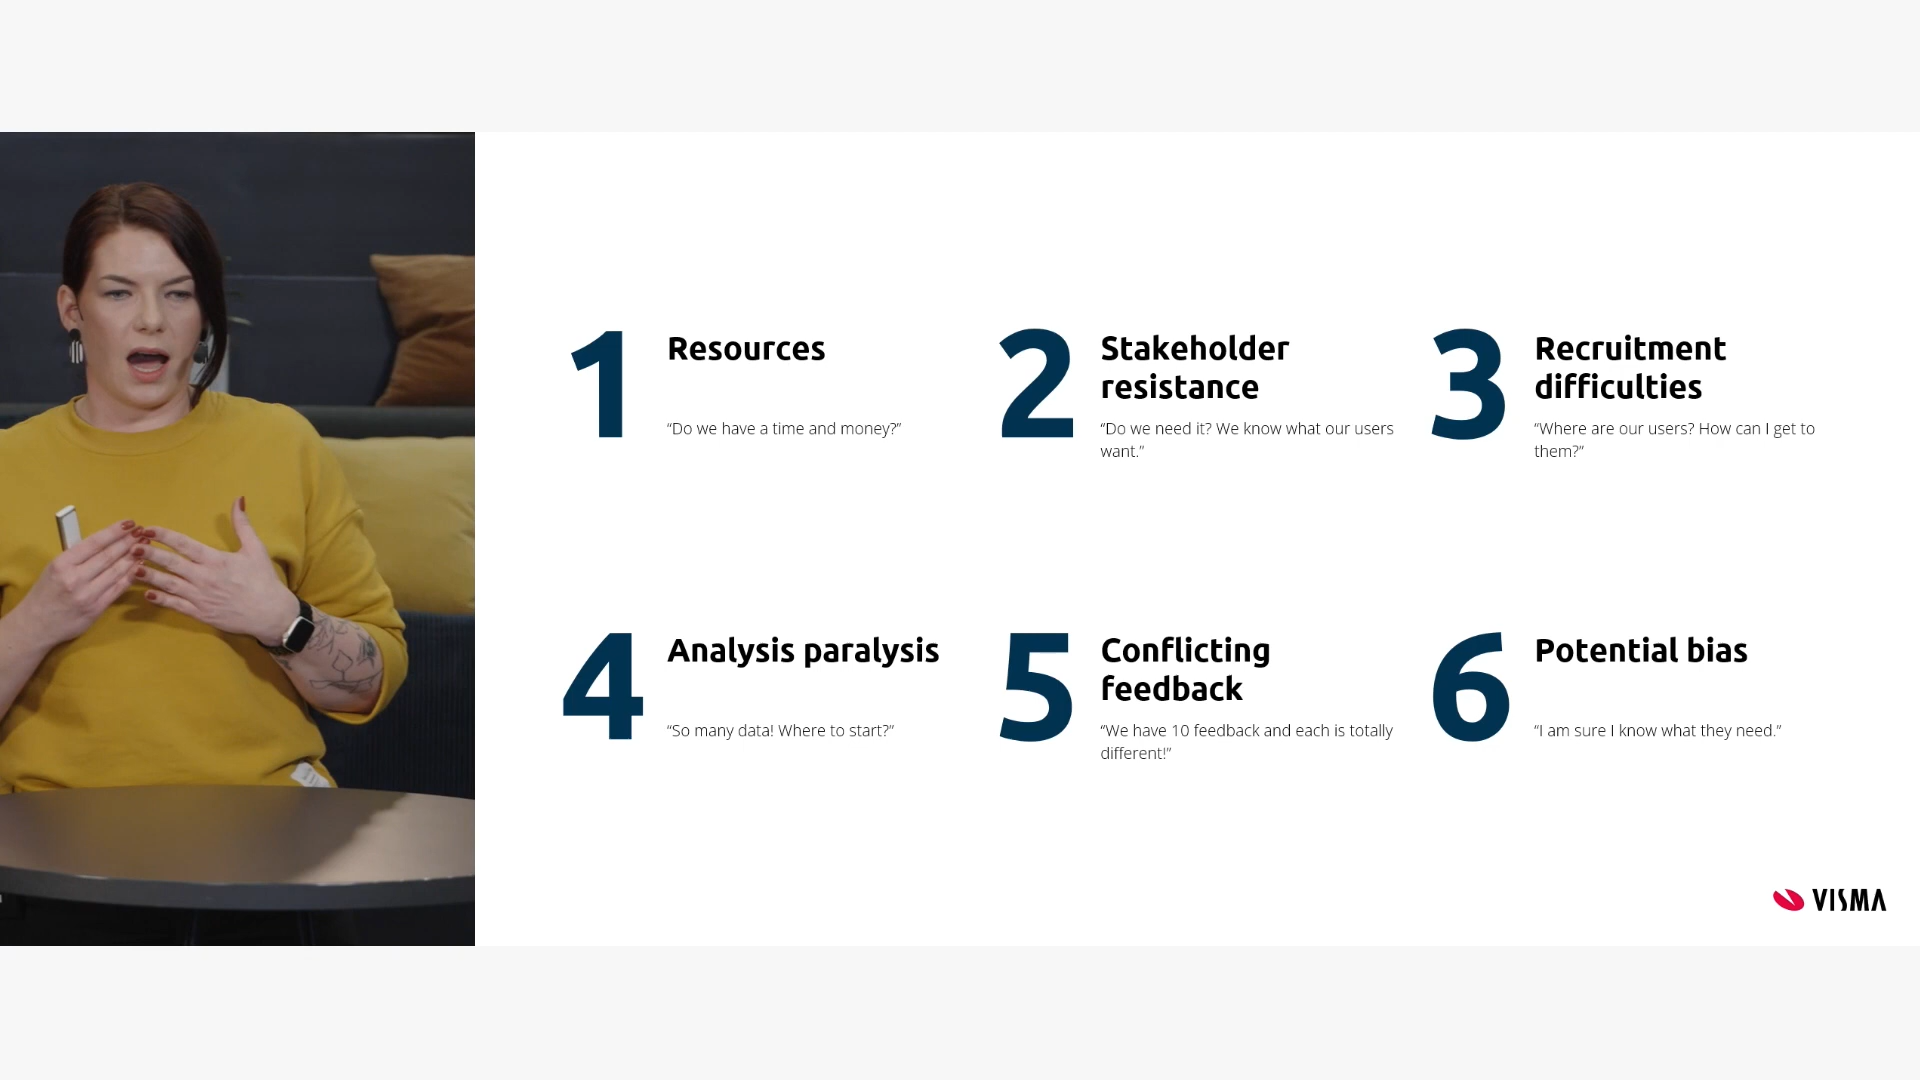 1
Resources
“Do we have a time and money?”
2
Stakeholder
resistance
“Do we need it? We know what our users
want.”
3
Recruitment
difficulties
“Where are our users? How can I get to
them?”
4
Analysis paralysis
“So many data! Where to start?”
5
Conflicting
feedback
“We have 10 feedback and each is totally
different!”
6
Potential bias
“I am sure I know what they need.”
VISMA